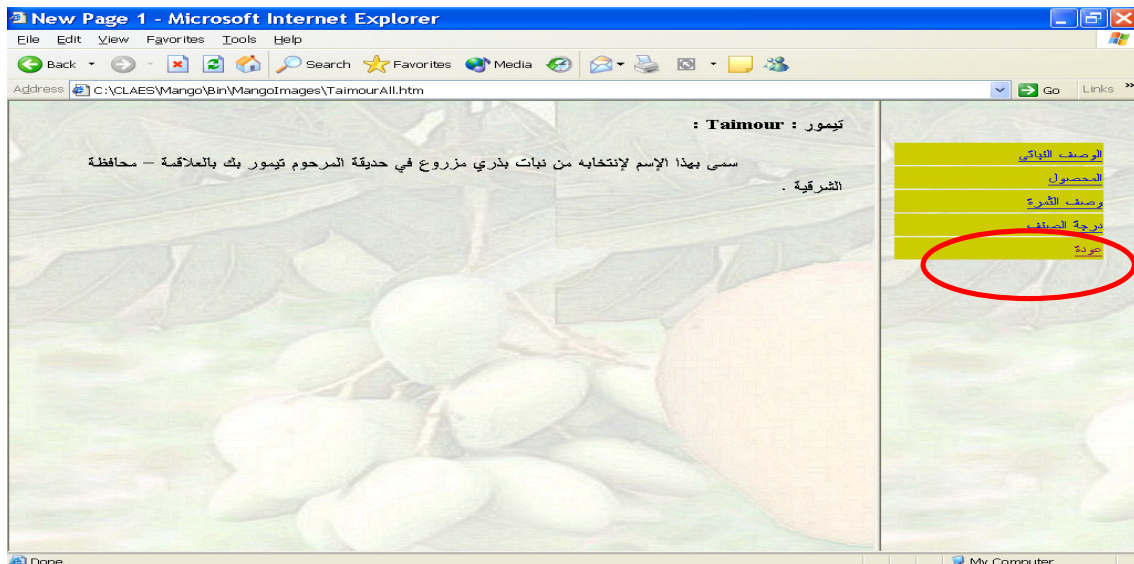 New Page 1 - Microsoft Internet Explorer
File Edit View Favorites Tools Help
Back Search Favorites Media
Address C:\CLAES\Mango\Bin\MangoImages\TaimourAll.htm Go Links »
تيمور : Taimour :
سمى بهذا الإسم لإنتخابه من نبات بذري مزروع في حديقة المرحوم تيمور بك بالعلاقمة – محافظة
الشرقية .
الوصف النباتى
المحصول
وصف الثمرة
درجة الصنف
عودة
Done My Computer